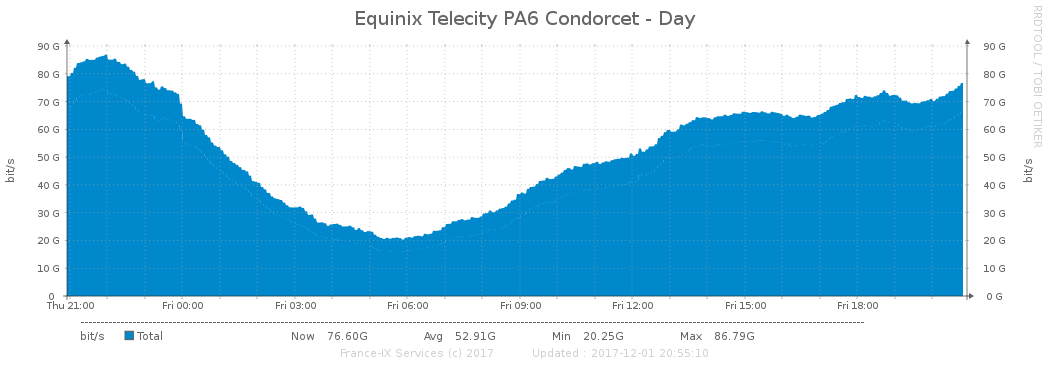 Equinix Telecity PA6 Condorcet - Day
RRDTOOL / TOBI OETIKER
bit/s
90 G
80 G
70 G
60 G
50 G
40 G
30 G
20 G
10 G
0
90 G
80 G
70 G
60 G
50 G
40 G
30 G
20 G
10 G
0 G
bit/s
Thu 21:00 Fri 00:00 Fri 03:00 Fri 06:00 Fri 09:00 Fri 12:00 Fri 15:00 Fri 18:00
bit/s Total Now 76.60G Avg 52.91G Min 20.25G Max 86.79G
France-IX Services (c) 2017 Updated : 2017-12-01 20:55:10